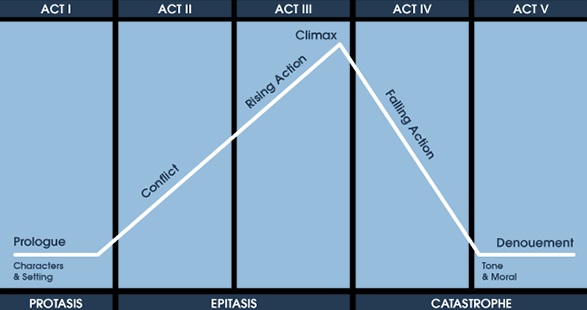 ACT I
ACT II
ACT III
ACT IV
ACT V
Climax
Rising Action
Falling Action
Conflict
Prologue
Denouement
Characters
& Setting
Tone
& Moral
PROTASIS
EPITASIS
CATASTROPHE